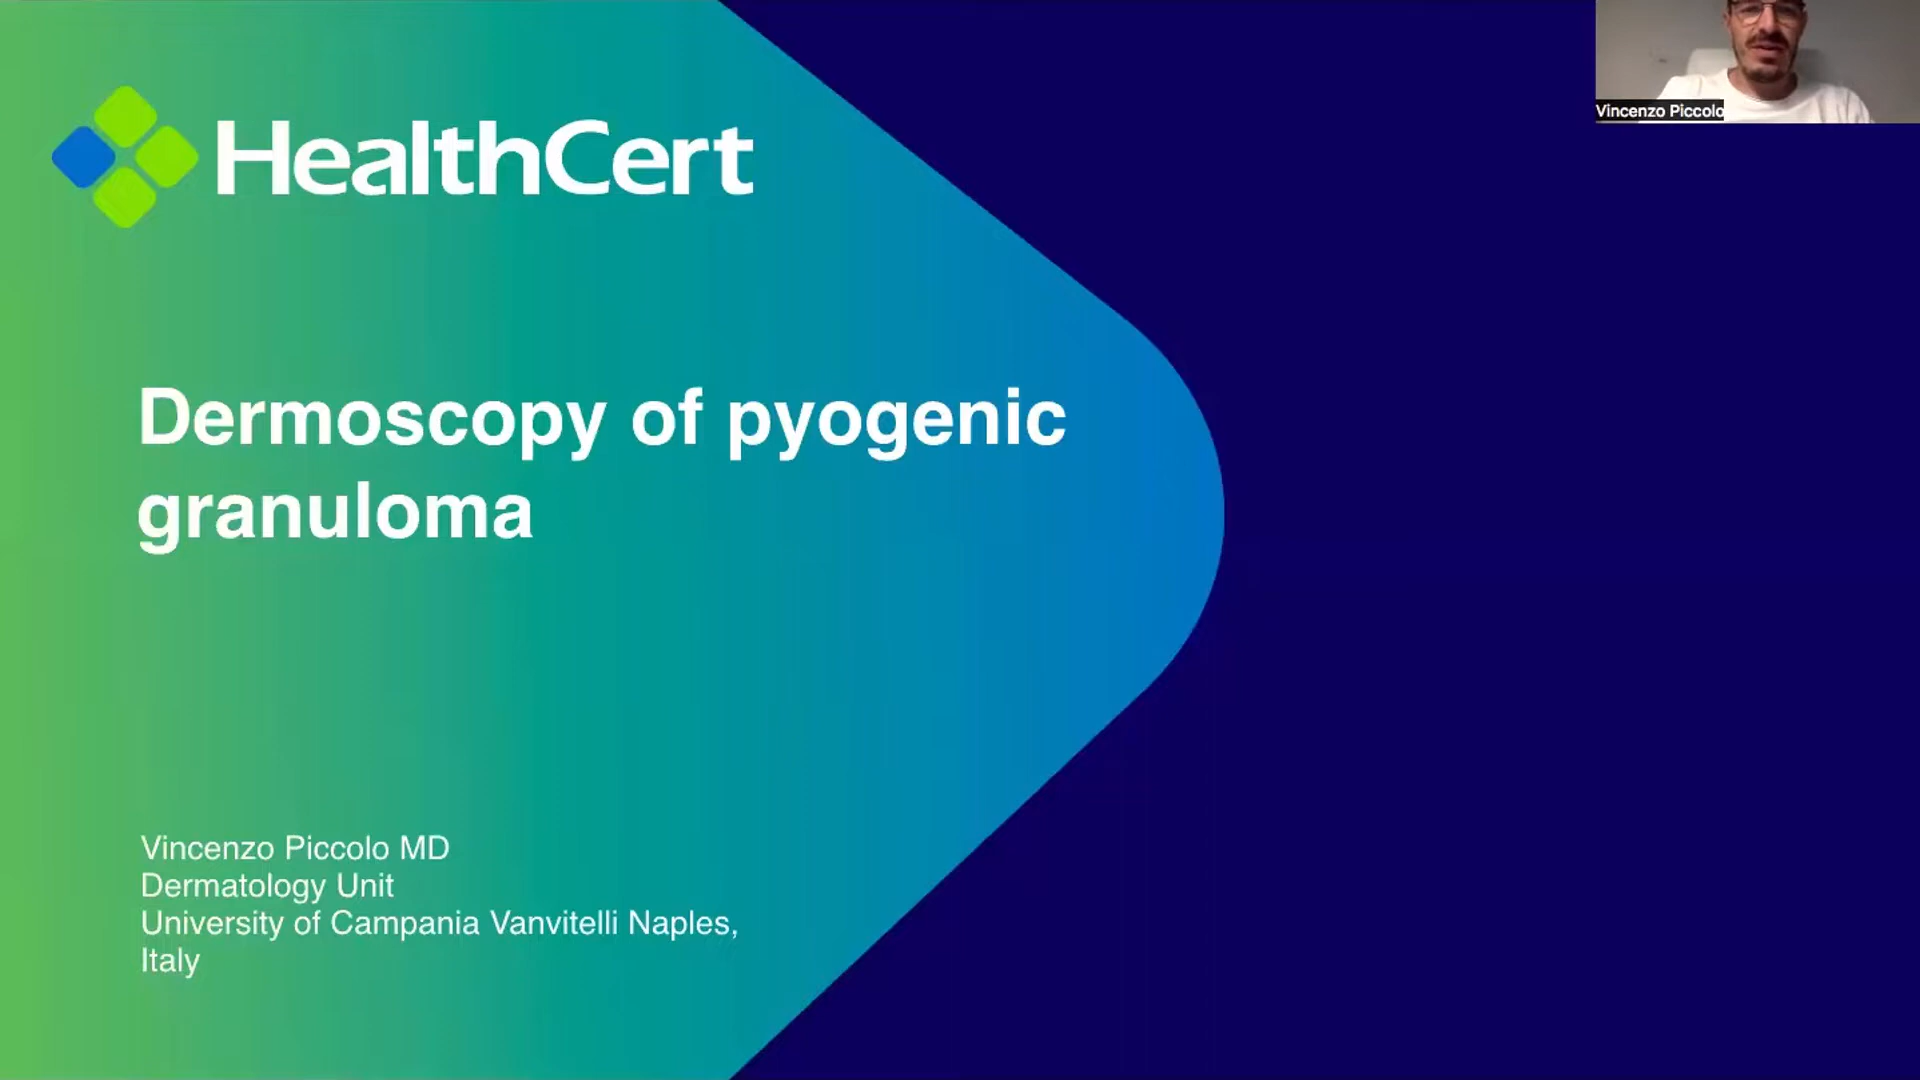 HealthCert
Vincenzo Piccolo
Dermoscopy of pyogenic
granuloma
Vincenzo Piccolo MD
Dermatology Unit
University of Campania Vanvitelli Naples,
Italy